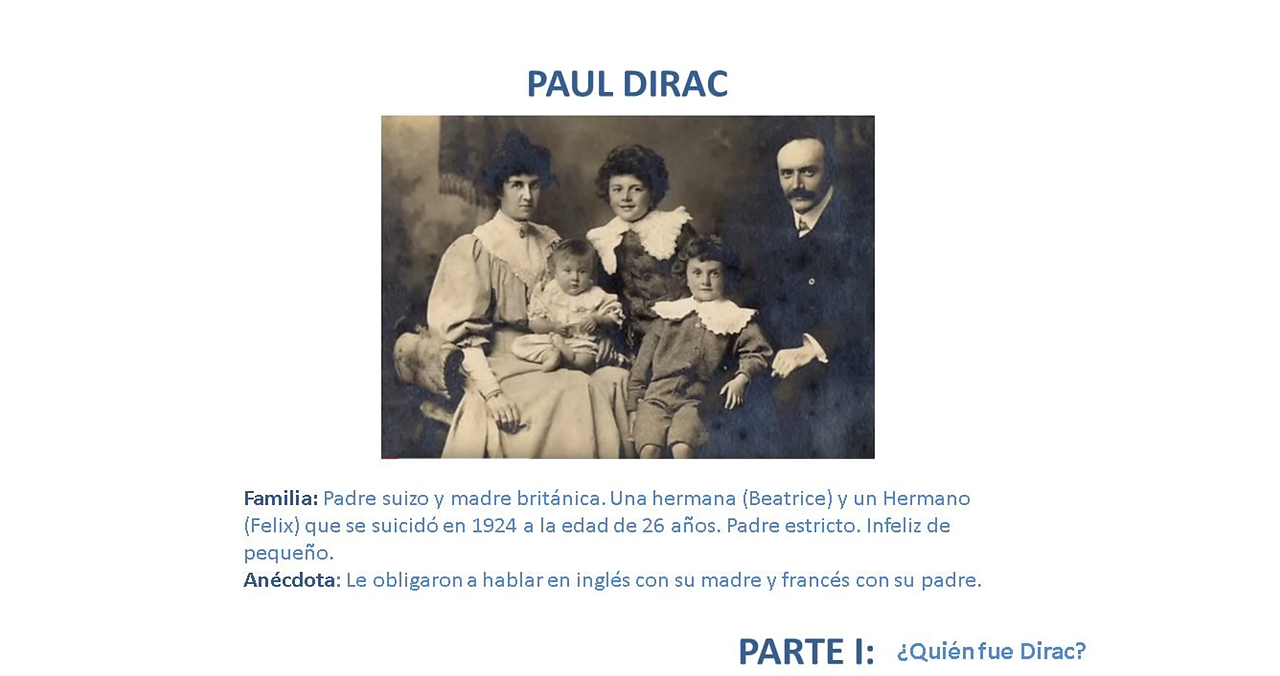 PAUL DIRAC
Familia: Padre suizo y madre británica. Una hermana (Beatrice) y un Hermano
(Felix) que se suicidó en 1924 a la edad de 26 años. Padre estricto. Infeliz de
pequeño.
Anécdota: Le obligaron a hablar en inglés con su madre y francés con su padre.
PARTE I: ¿Quién fue Dirac?